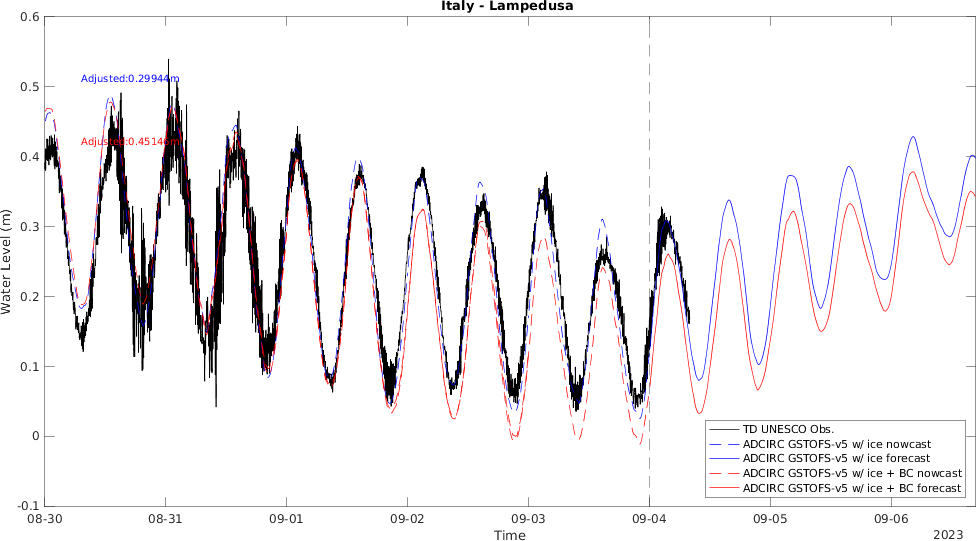 Italy - Lampedusa
0.6
0.5
0.4
0.3
0.2
0.1
0
-0.1
Water Level (m)
Adjusted:0.29944m
Adjusted:0.45146m
TD UNESCO Obs.
ADCIRC GSTOFS-v5 w/ ice nowcast
ADCIRC GSTOFS-v5 w/ ice forecast
ADCIRC GSTOFS-v5 w/ ice + BC nowcast
ADCIRC GSTOFS-v5 w/ ice + BC forecast
08-30 08-31 09-01 09-02 09-03 09-04 09-05 09-06
Time
2023